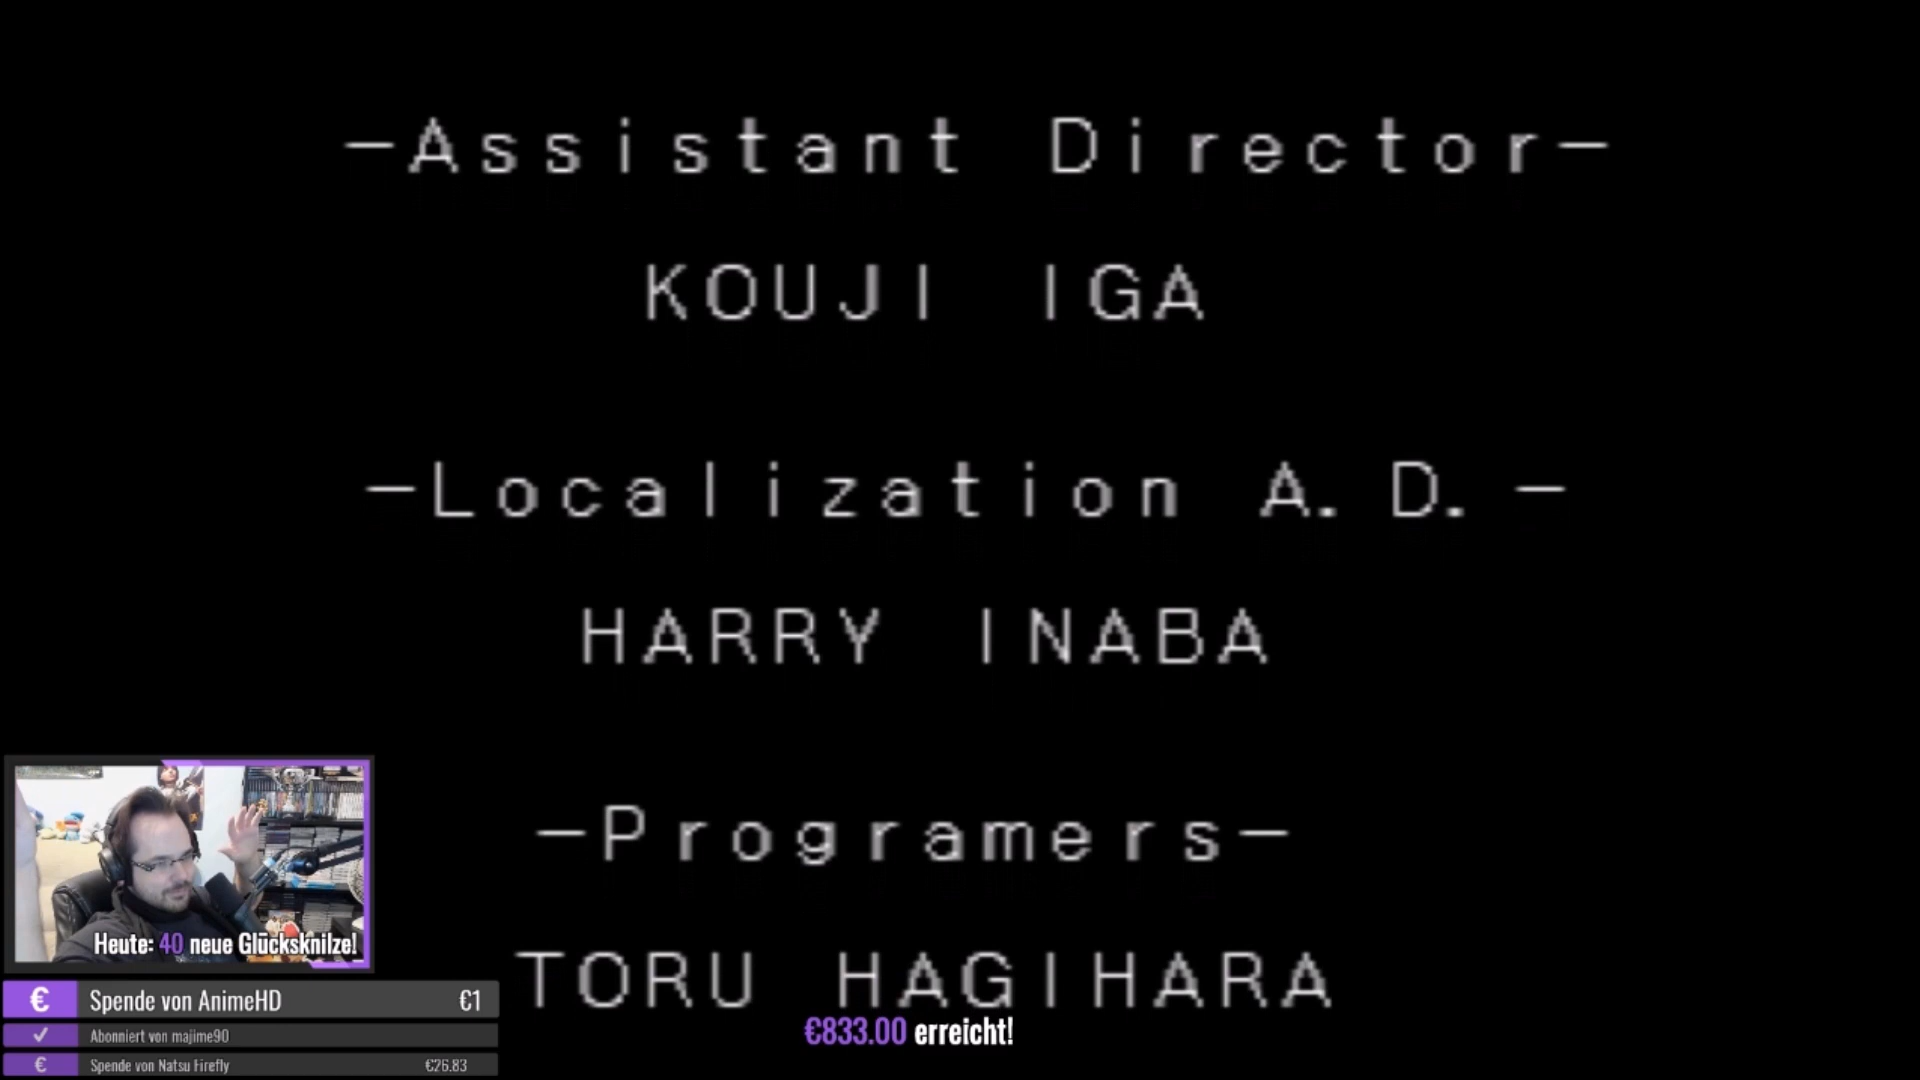 —Assistant Director—
KOUJI IGA
—Localization A.D.—
HARRY INABA
—Programers—
TORU HAGIHARA
Heute: 40 neue Glücksknilze!
€ Spende von AnimeHD €1
✓ Abonniert von majime90
€ Spende von Natsu Firefly €26.83
€833.00 erreicht!